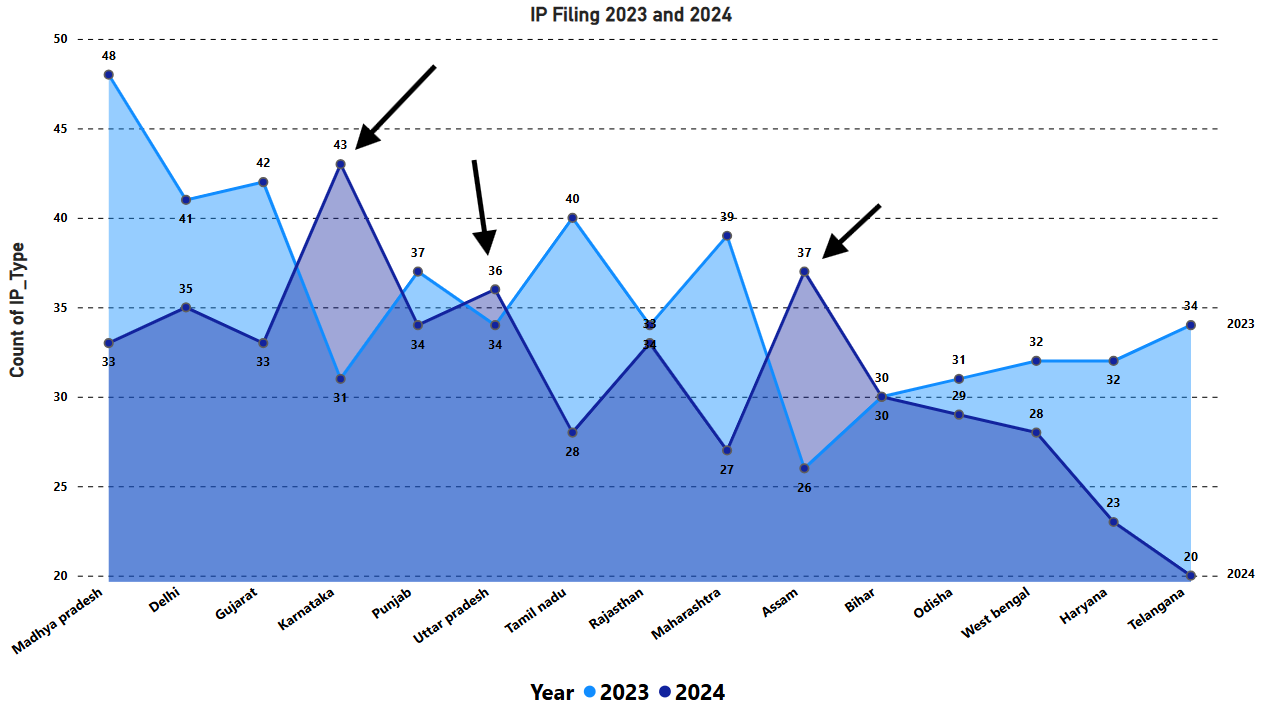 IP Filing 2023 and 2024
50
48
45
43
42
41
40
40
39
37
37
36
35
35
34
34
34
33
34
33
33
32
32
31
31
30
30
30
29
28
28
27
26
25
23
20
20
2023
2024
Count of IP_Type
Madhya pradesh
Delhi
Gujarat
Karnataka
Punjab
Uttar pradesh
Tamil nadu
Rajasthan
Maharashtra
Assam
Bihar
Odisha
West bengal
Haryana
Telangana
Year 2023 2024